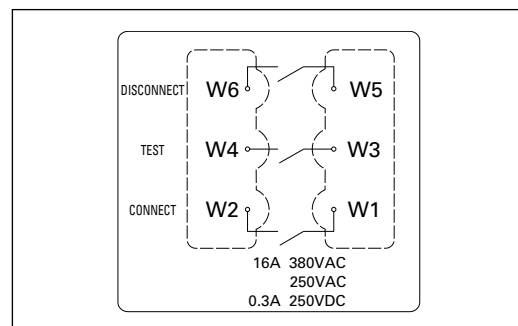 DISCONNECT W6 W5
TEST W4 W3
CONNECT W2 W1
16A 380VAC
250VAC
0.3A 250VDC